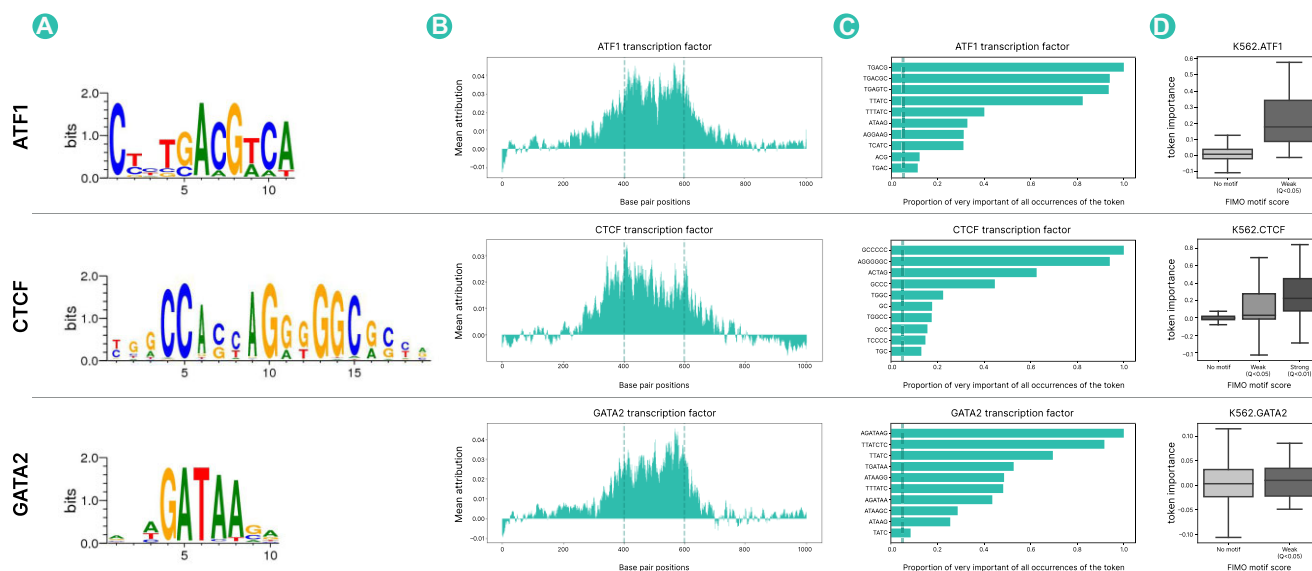 A
B
C
D
ATF1
bits
2.0
1.0
0.0
5
10
ATF1 transcription factor
Mean attribution
0.04
0.03
0.02
0.01
0.00
−0.01
0
200
400
600
800
1000
Base pair positions
ATF1 transcription factor
TGACG
TGACGC
TGAGTC
TTATC
TTTATC
ATAAG
AGGAAG
TCATC
ACG
TGAC
0.0
0.2
0.4
0.6
0.8
1.0
Proportion of very important of all occurrences of the token
K562.ATF1
token importance
0.6
0.5
0.4
0.3
0.2
0.1
0.0
−0.1
No motif
Weak
(Q<0.05)
FIMO motif score
CTCF
bits
2.0
1.0
0.0
5
10
15
CTCF transcription factor
Mean attribution
0.03
0.02
0.01
0.00
0
200
400
600
800
1000
Base pair positions
CTCF transcription factor
GCCCCC
AGGGGGC
ACTAG
GCCC
TGGC
GC
TGGCC
GCC
TCCCC
TGC
0.0
0.2
0.4
0.6
0.8
1.0
Proportion of very important of all occurrences of the token
K562.CTCF
token importance
0.8
0.6
0.4
0.2
0.0
No motif
Weak
(Q<0.05)
Strong
(Q<0.01)
FIMO motif score
GATA2
bits
2.0
1.0
0.0
5
10
GATA2 transcription factor
Mean attribution
0.04
0.03
0.02
0.01
0.00
−0.01
0
200
400
600
800
1000
Base pair positions
GATA2 transcription factor
AGATAAG
TTATCTC
TTATC
TGATAA
ATAAGG
TTTATC
AGATAA
ATAAGC
ATAAG
TATC
0.0
0.2
0.4
0.6
0.8
1.0
Proportion of very important of all occurrences of the token
K562.GATA2
token importance
0.10
0.05
0.00
−0.05
−0.10
No motif
Weak
(Q<0.05)
FIMO motif score